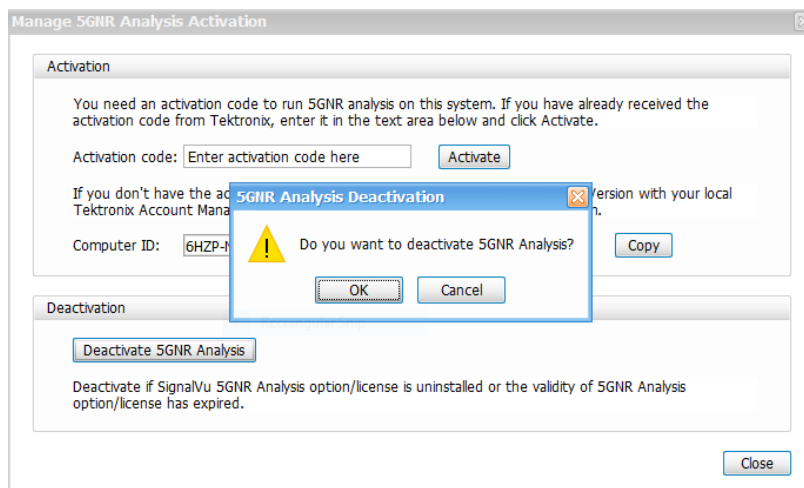 Manage 5GNR Analysis Activation
Activation
You need an activation code to run 5GNR analysis on this system. If you have already received the
activation code from Tektronix, enter it in the text area below and click Activate.
Activation code: Enter activation code here Activate
If you don't have the Version with your local
Tektronix Account
Computer ID: Copy
5GNR Analysis Deactivation
Do you want to deactivate 5GNR Analysis?
OK Cancel
Deactivation
Deactivate 5GNR Analysis
Deactivate if SignalVu 5GNR Analysis option/license is uninstalled or the validity of 5GNR Analysis
option/license has expired.
Close